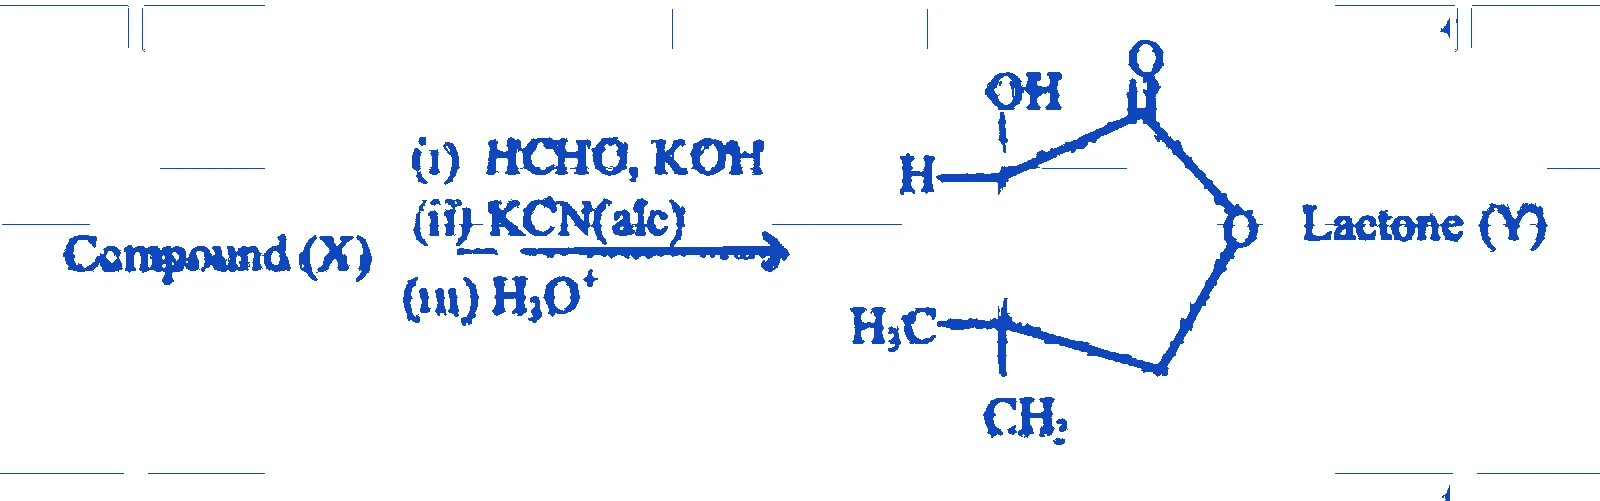 O
OH
(i) HCHO, KOH
H
(ii) KCN(alc)
O
Lactone (Y)
Compound (X)
(iii) H₃O⁺
H₃C
CH₃